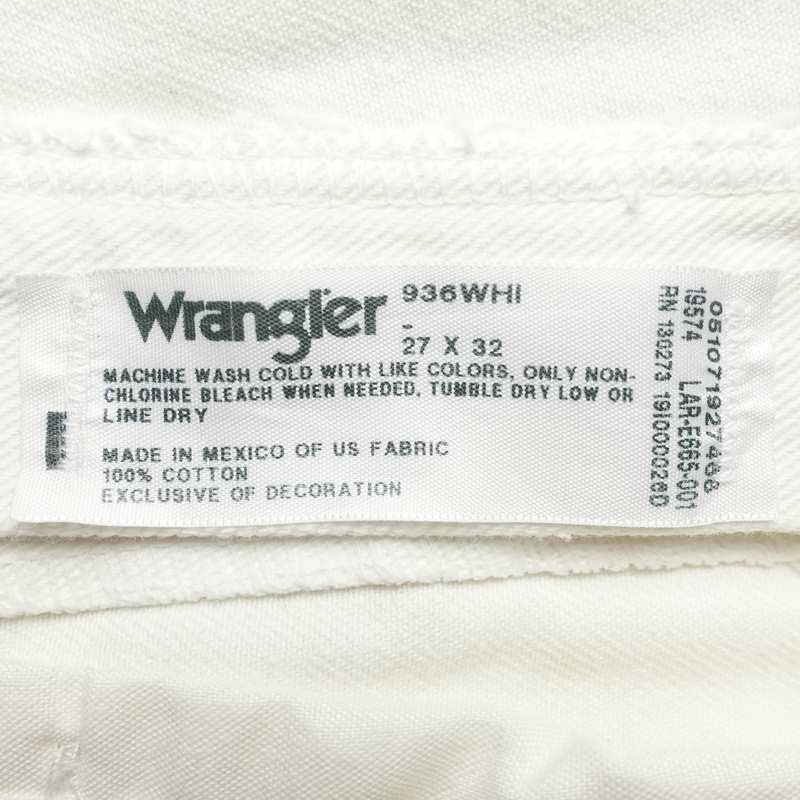 Wrangler
936WHI
-
27 X 32
MACHINE WASH COLD WITH LIKE COLORS, ONLY NON-
CHLORINE BLEACH WHEN NEEDED, TUMBLE DRY LOW OR
LINE DRY
MADE IN MEXICO OF US FABRIC
100% COTTON
EXCLUSIVE OF DECORATION
051071927468
19574 LAR-E665-001
RN 130273 19I000026D